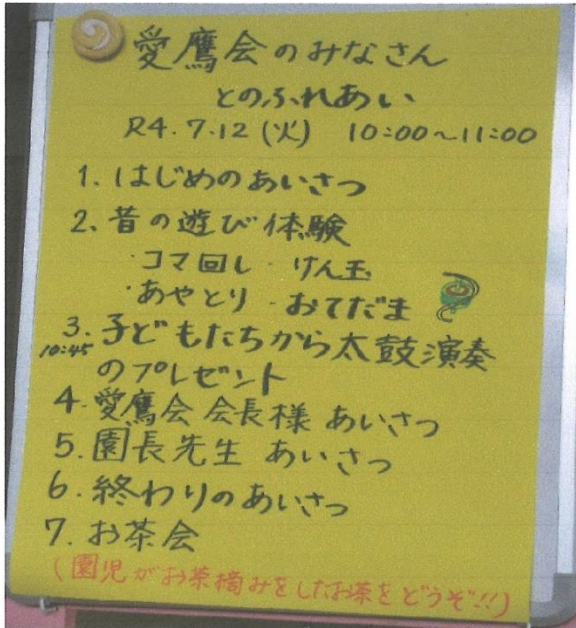 愛鷹会のみなさん
とのふれあい
R4.7.12(火) 10:00~11:00
1.はじめのあいさつ
2.昔の遊び体験
・コマ回し・けん玉
・あやとり・おてだま
3.子どもたちから太鼓演奏
10:45
のプレゼント
4.愛鷹会 会長様 あいさつ
5.園長先生 あいさつ
6.終わりのあいさつ
7.お茶会
(園児がお茶摘みをしたお茶をどうぞ!!)